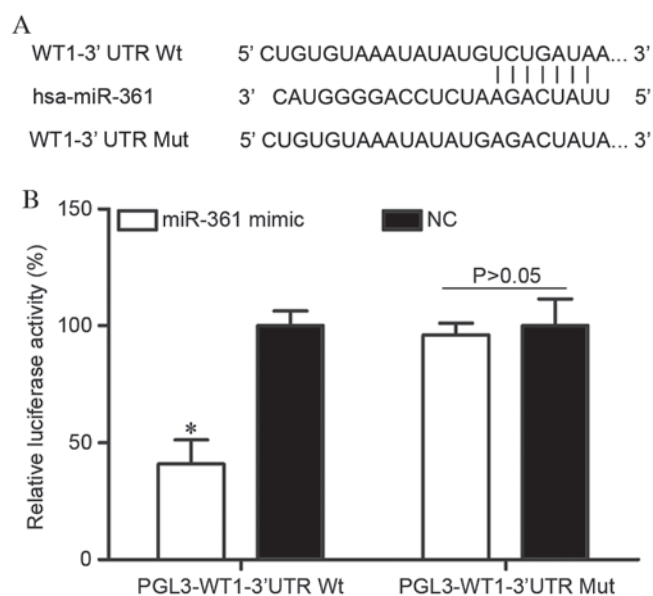 A
WT1-3' UTR Wt 5' CUGUGUAAAUAUAUGUCUGAUAA... 3'
hsa-miR-361 3' CAUGGGGACCUCUAAGACUAUU 5'
WT1-3' UTR Mut 5' CUGUGUAAAUAUAUGAGACUAUA... 3'
B
150
miR-361 mimic NC
P>0.05
100
*
50
0
Relative luciferase activity (%)
PGL3-WT1-3'UTR Wt PGL3-WT1-3'UTR Mut